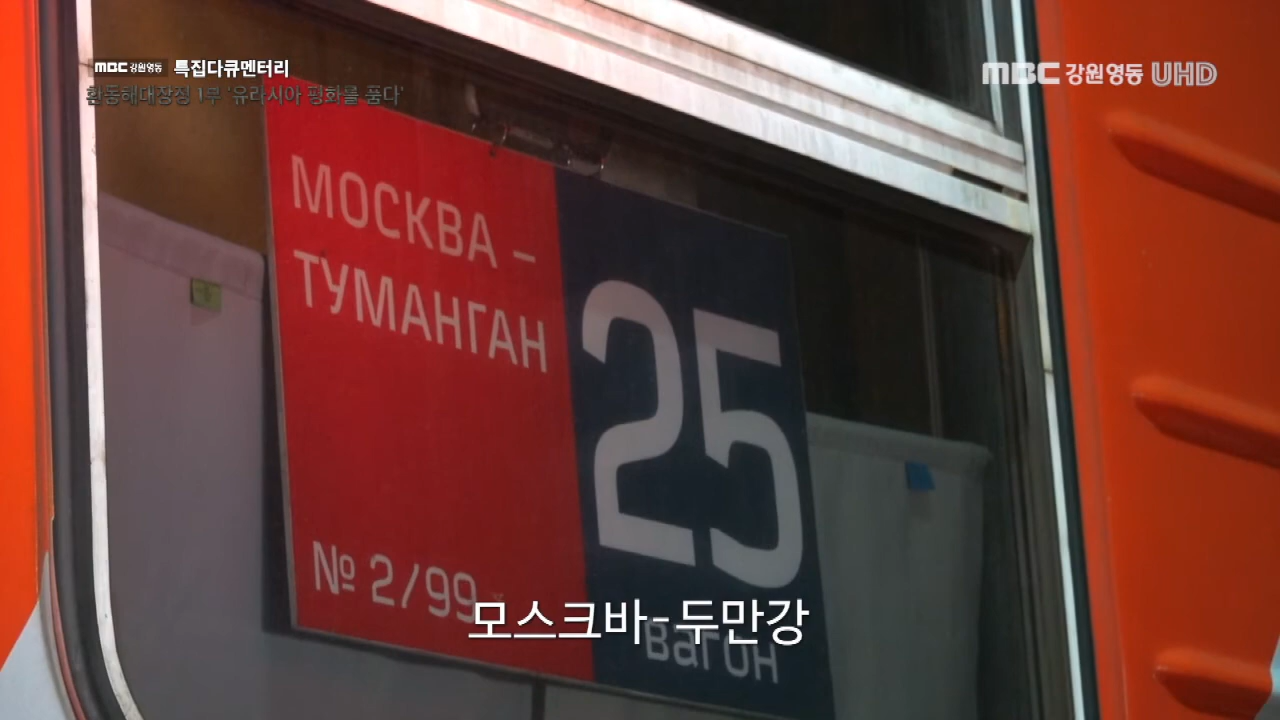 MBC 강원영동 특집다큐멘터리
환동해대장정 1부 '유라시아 평화를 품다'
MBC 강원영동 UHD
МОСКВА –
ТУМАНГАН
25
№ 2/99
вагон
모스크바-두만강